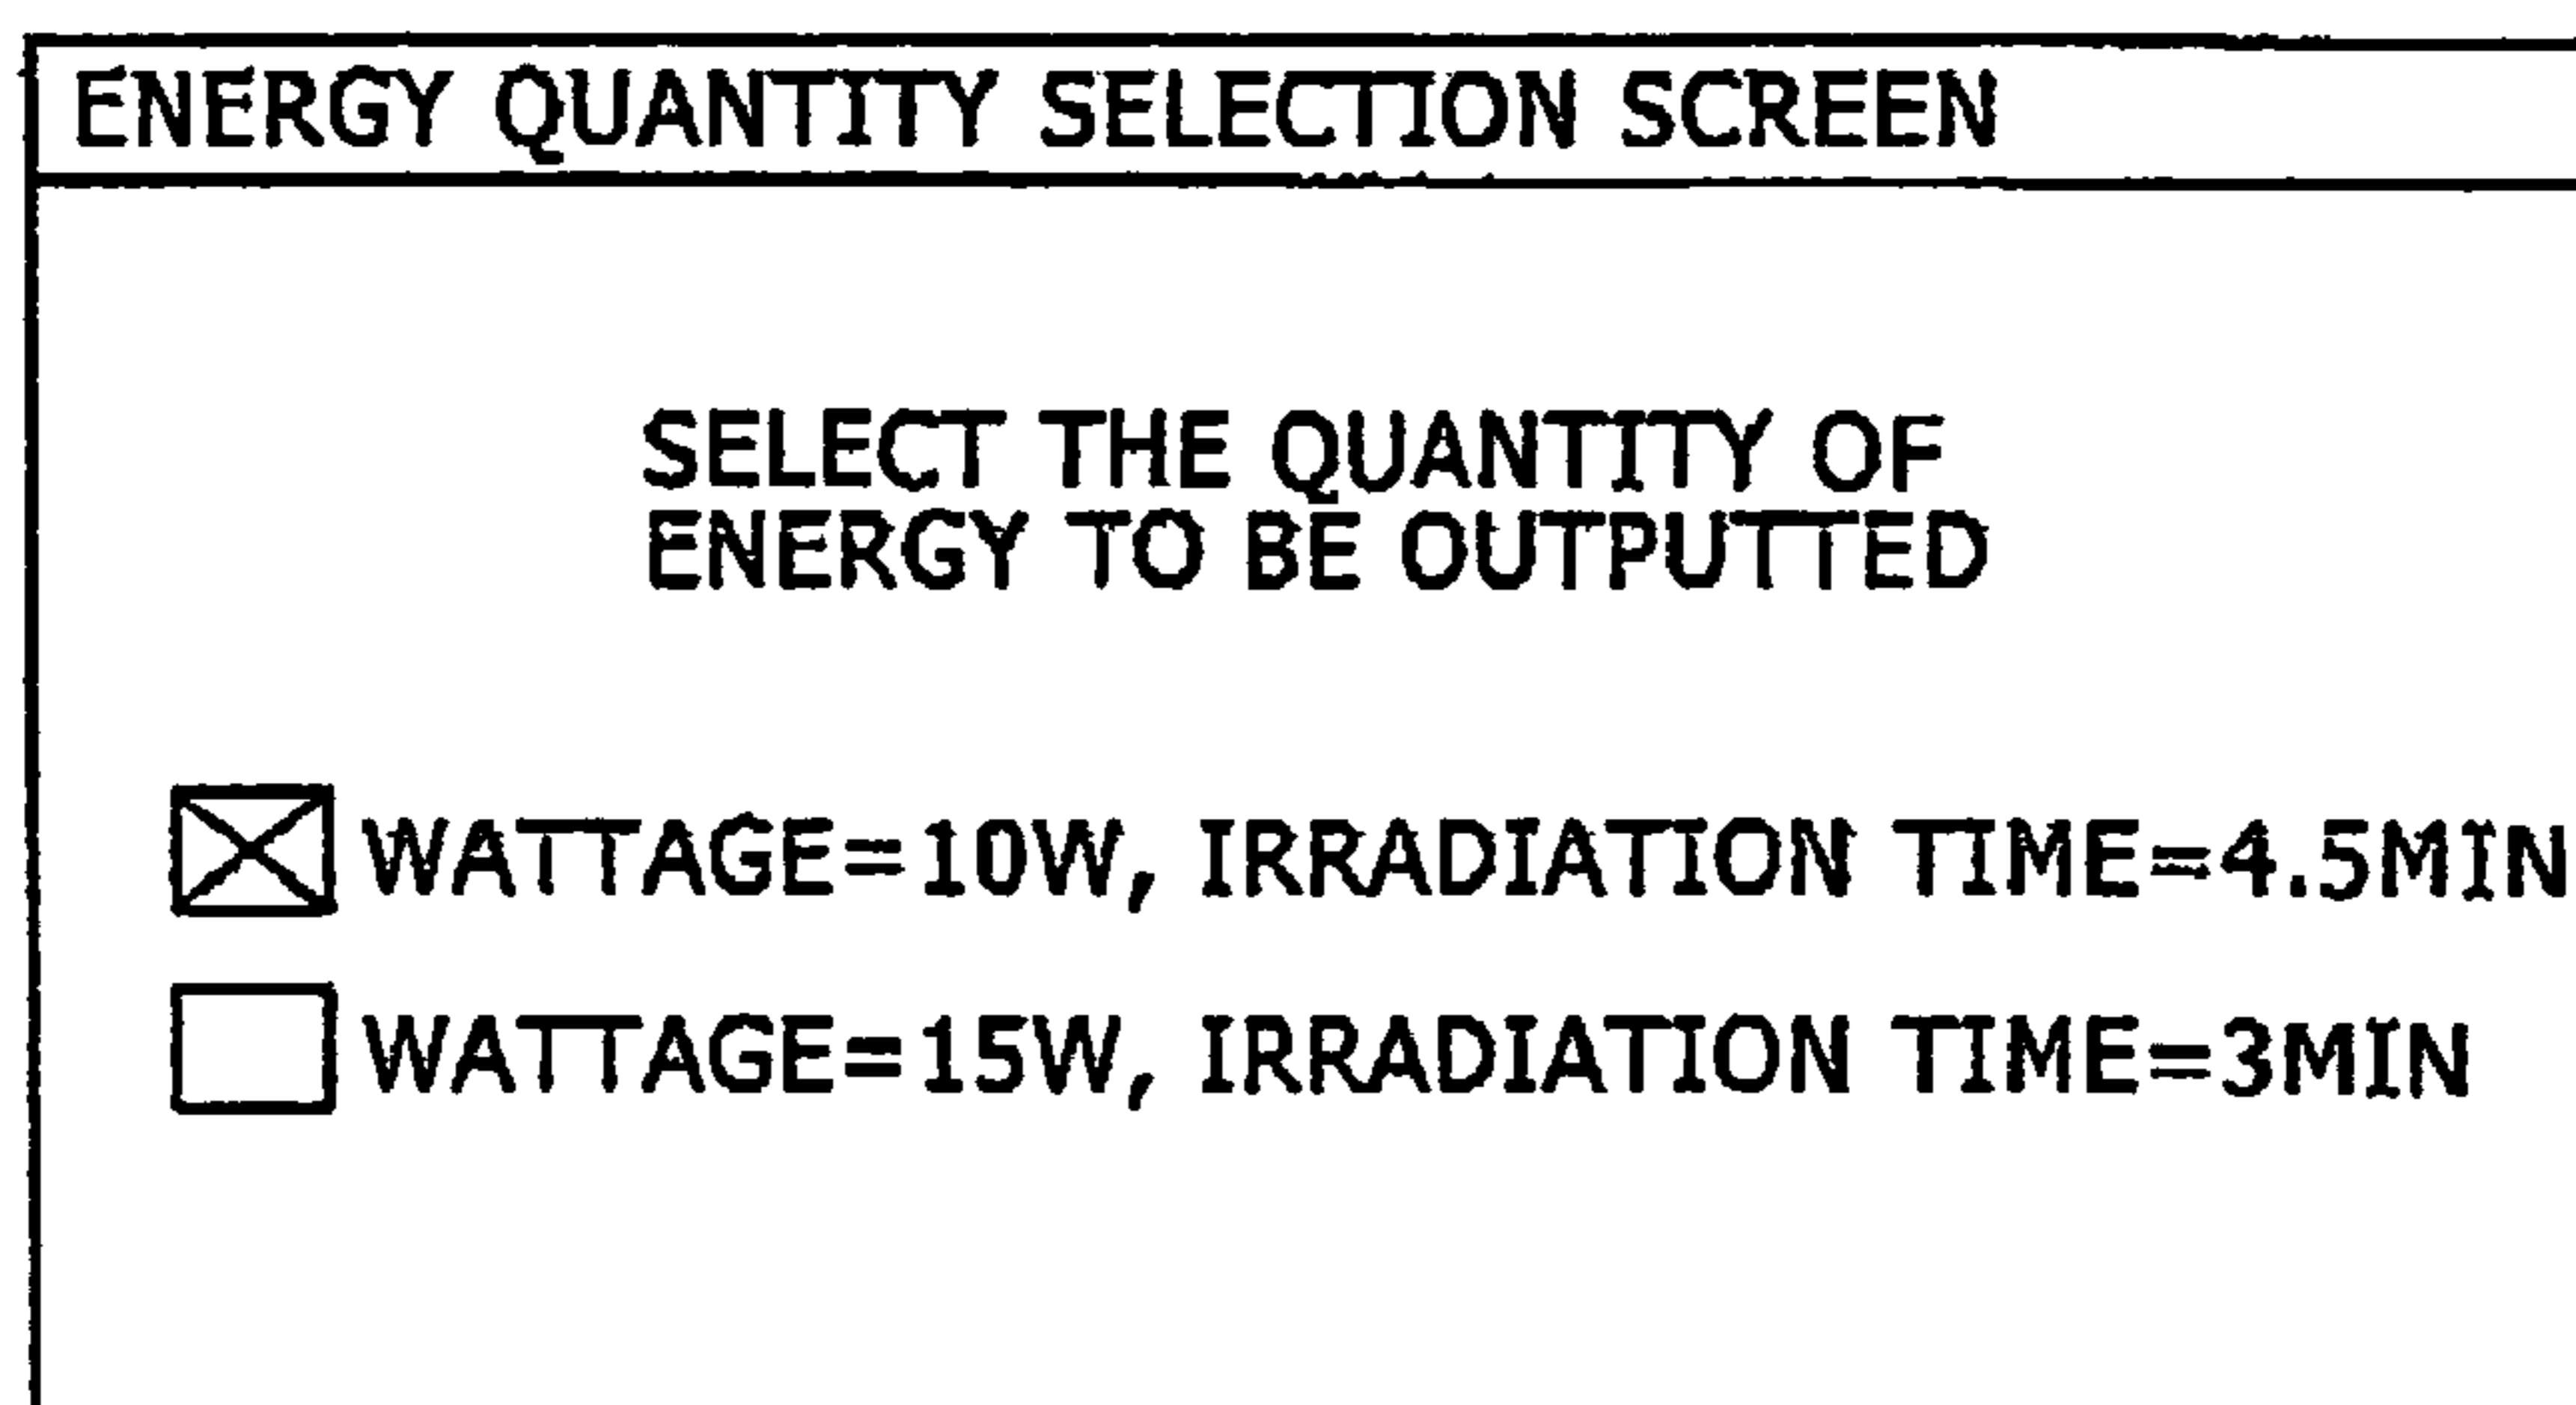 ENERGY QUANTITY SELECTION SCREEN
SELECT THE QUANTITY OF
ENERGY TO BE OUTPUTTED
WATTAGE=10W, IRRADIATION TIME=4.5MIN
WATTAGE=15W, IRRADIATION TIME=3MIN